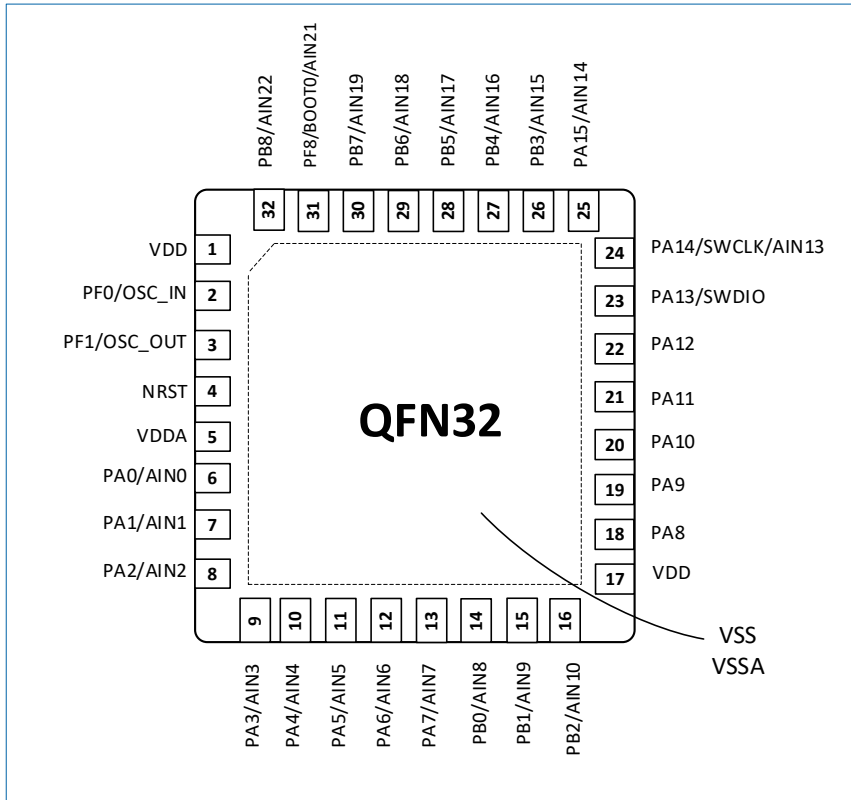 PB8/AIN22
PF8/BOOT0/AIN21
PB7/AIN19
PB6/AIN18
PB5/AIN17
PB4/AIN16
PB3/AIN15
PA15/AIN14
32
31
30
29
28
27
26
25
VDD 1
PF0/OSC_IN 2
PF1/OSC_OUT 3
NRST 4
VDDA 5
PA0/AIN0 6
PA1/AIN1 7
PA2/AIN2 8
QFN32
24 PA14/SWCLK/AIN13
23 PA13/SWDIO
22 PA12
21 PA11
20 PA10
19 PA9
18 PA8
17 VDD
9
10
11
12
13
14
15
16
PA3/AIN3
PA4/AIN4
PA5/AIN5
PA6/AIN6
PA7/AIN7
PB0/AIN8
PB1/AIN9
PB2/AIN10
VSS
VSSA